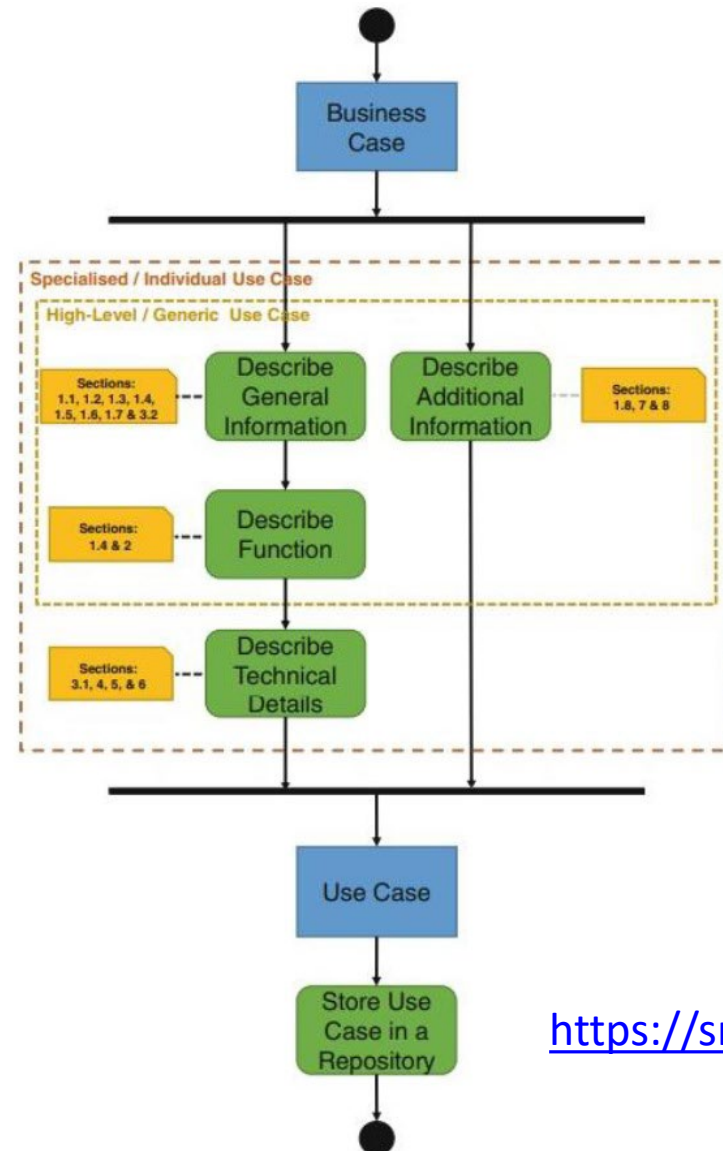 Business
Case
Specialised / Individual Use Case
High-Level / Generic Use Case
Sections:
1.1, 1.2, 1.3, 1.4,
1.5, 1.6, 1.7 & 3.2
Describe
General
Information
Describe
Additional
Information
Sections:
1.8, 7 & 8
Sections:
1.4 & 2
Describe
Function
Sections:
3.1, 4, 5, & 6
Describe
Technical
Details
Use Case
Store Use
Case in a
Repository
https://sr